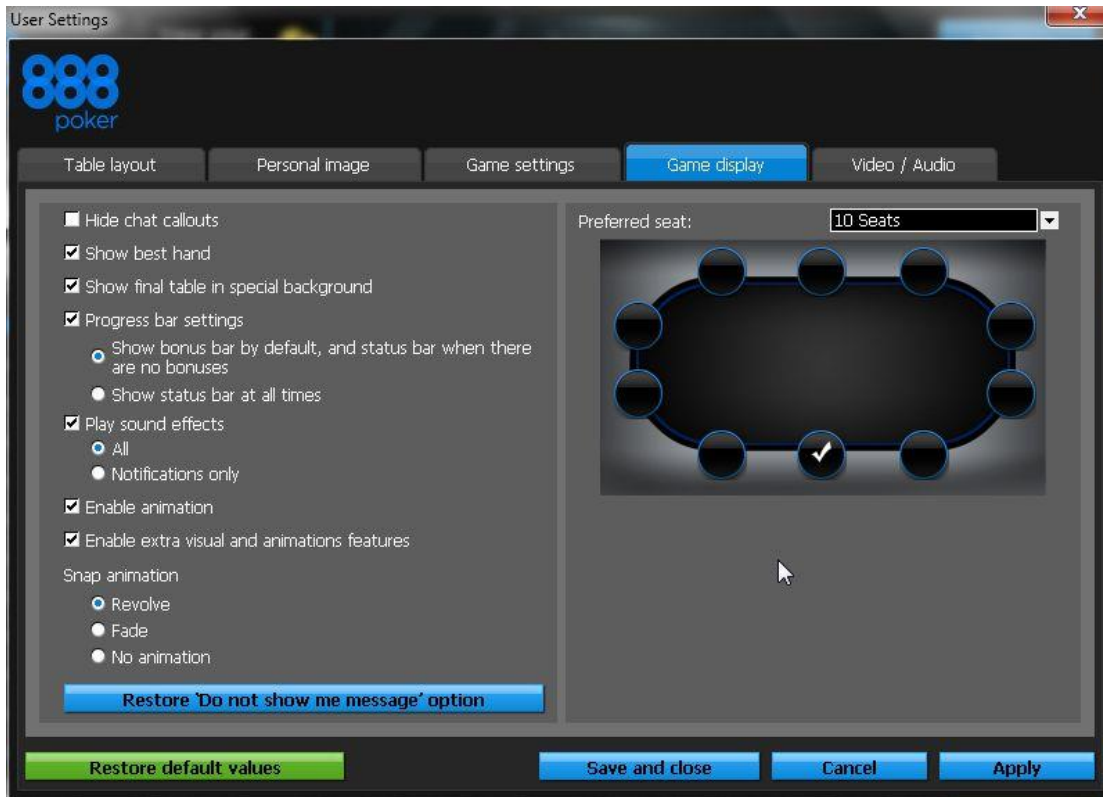 User Settings
888
poker
Table layout
Personal image
Game settings
Game display
Video / Audio
Hide chat callouts
Show best hand
Show final table in special background
Progress bar settings
Show bonus bar by default, and status bar when there
are no bonuses
Show status bar at all times
Play sound effects
All
Notifications only
Enable animation
Enable extra visual and animations features
Snap animation
Revolve
Fade
No animation
Restore 'Do not show me message' option
Preferred seat:
10 Seats
Restore default values
Save and close
Cancel
Apply